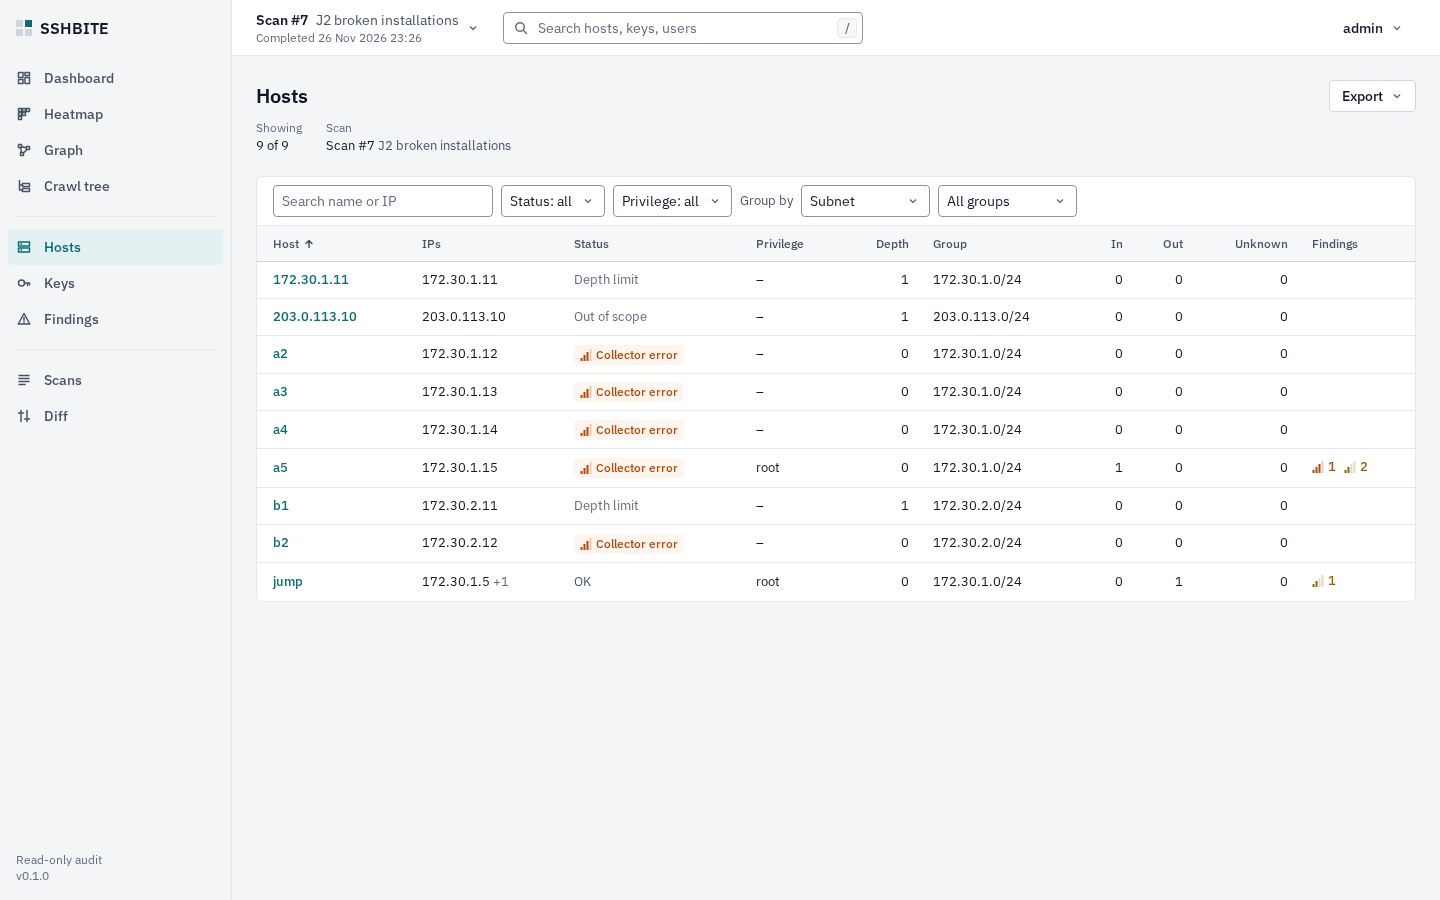 SSHBITE
Dashboard
Heatmap
Graph
Crawl tree
Hosts
Keys
Findings
Scans
Diff
Read-only audit
v0.1.0
Scan #7 J2 broken installations
Completed 26 Nov 2026 23:26
Search hosts, keys, users /
admin
Hosts
Export
Showing Scan
9 of 9 Scan #7 J2 broken installations
Search name or IP Status: all Privilege: all Group by Subnet All groups
Host ↑ IPs Status Privilege Depth Group In Out Unknown Findings
172.30.1.11 172.30.1.11 Depth limit – 1 172.30.1.0/24 0 0 0
203.0.113.10 203.0.113.10 Out of scope – 1 203.0.113.0/24 0 0 0
a2 172.30.1.12 Collector error – 0 172.30.1.0/24 0 0 0
a3 172.30.1.13 Collector error – 0 172.30.1.0/24 0 0 0
a4 172.30.1.14 Collector error – 0 172.30.1.0/24 0 0 0
a5 172.30.1.15 Collector error root 0 172.30.1.0/24 1 0 0 1 2
b1 172.30.2.11 Depth limit – 1 172.30.2.0/24 0 0 0
b2 172.30.2.12 Collector error – 0 172.30.2.0/24 0 0 0
jump 172.30.1.5 +1 OK root 0 172.30.1.0/24 0 1 0 1